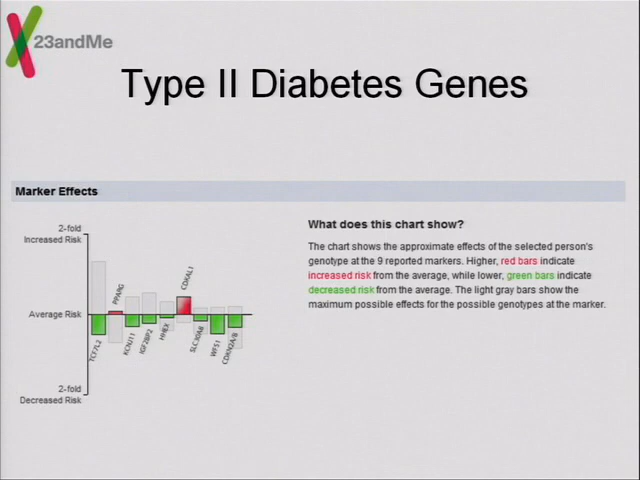 23andMe
Type II Diabetes Genes
Marker Effects
2-fold
Increased Risk
Average Risk
2-fold
Decreased Risk
TCF7L2
PPARG
KCNJ11
IGF2BP2
HHEX
CDKAL1
SLC30A8
WFS1
CDKN2A/B
What does this chart show?
The chart shows the approximate effects of the selected person's
genotype at the 9 reported markers. Higher, red bars indicate
increased risk from the average, while lower, green bars indicate
decreased risk from the average. The light gray bars show the
maximum possible effects for the possible genotypes at the marker.